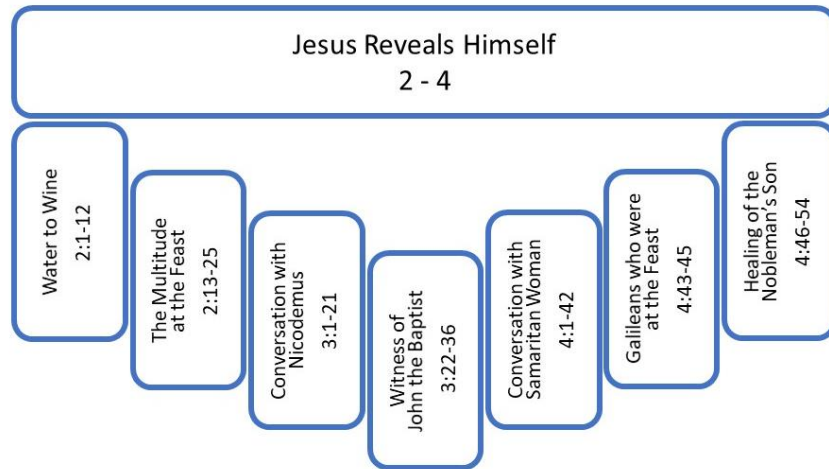 Jesus Reveals Himself
2 - 4
Water to Wine
2:1-12
The Multitude
at the Feast
2:13-25
Conversation with
Nicodemus
3:1-21
Witness of
John the Baptist
3:22-36
Conversation with
Samaritan Woman
4:1-42
Galileans who were
at the Feast
4:43-45
Healing of the
Nobleman's Son
4:46-54